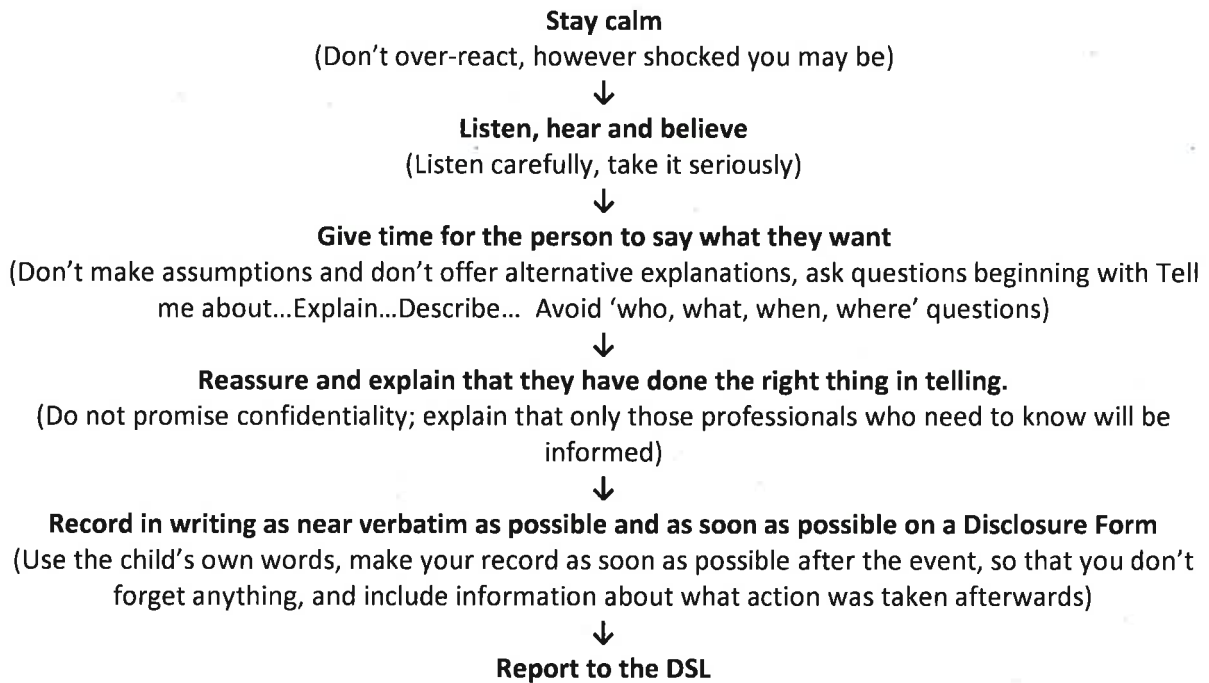 Stay calm
(Don't over-react, however shocked you may be)
↓
Listen, hear and believe
(Listen carefully, take it seriously)
↓
Give time for the person to say what they want
(Don't make assumptions and don't offer alternative explanations, ask questions beginning with Tell
me about...Explain...Describe... Avoid 'who, what, when, where' questions)
↓
Reassure and explain that they have done the right thing in telling.
(Do not promise confidentiality; explain that only those professionals who need to know will be
informed)
↓
Record in writing as near verbatim as possible and as soon as possible on a Disclosure Form
(Use the child's own words, make your record as soon as possible after the event, so that you don't
forget anything, and include information about what action was taken afterwards)
↓
Report to the DSL